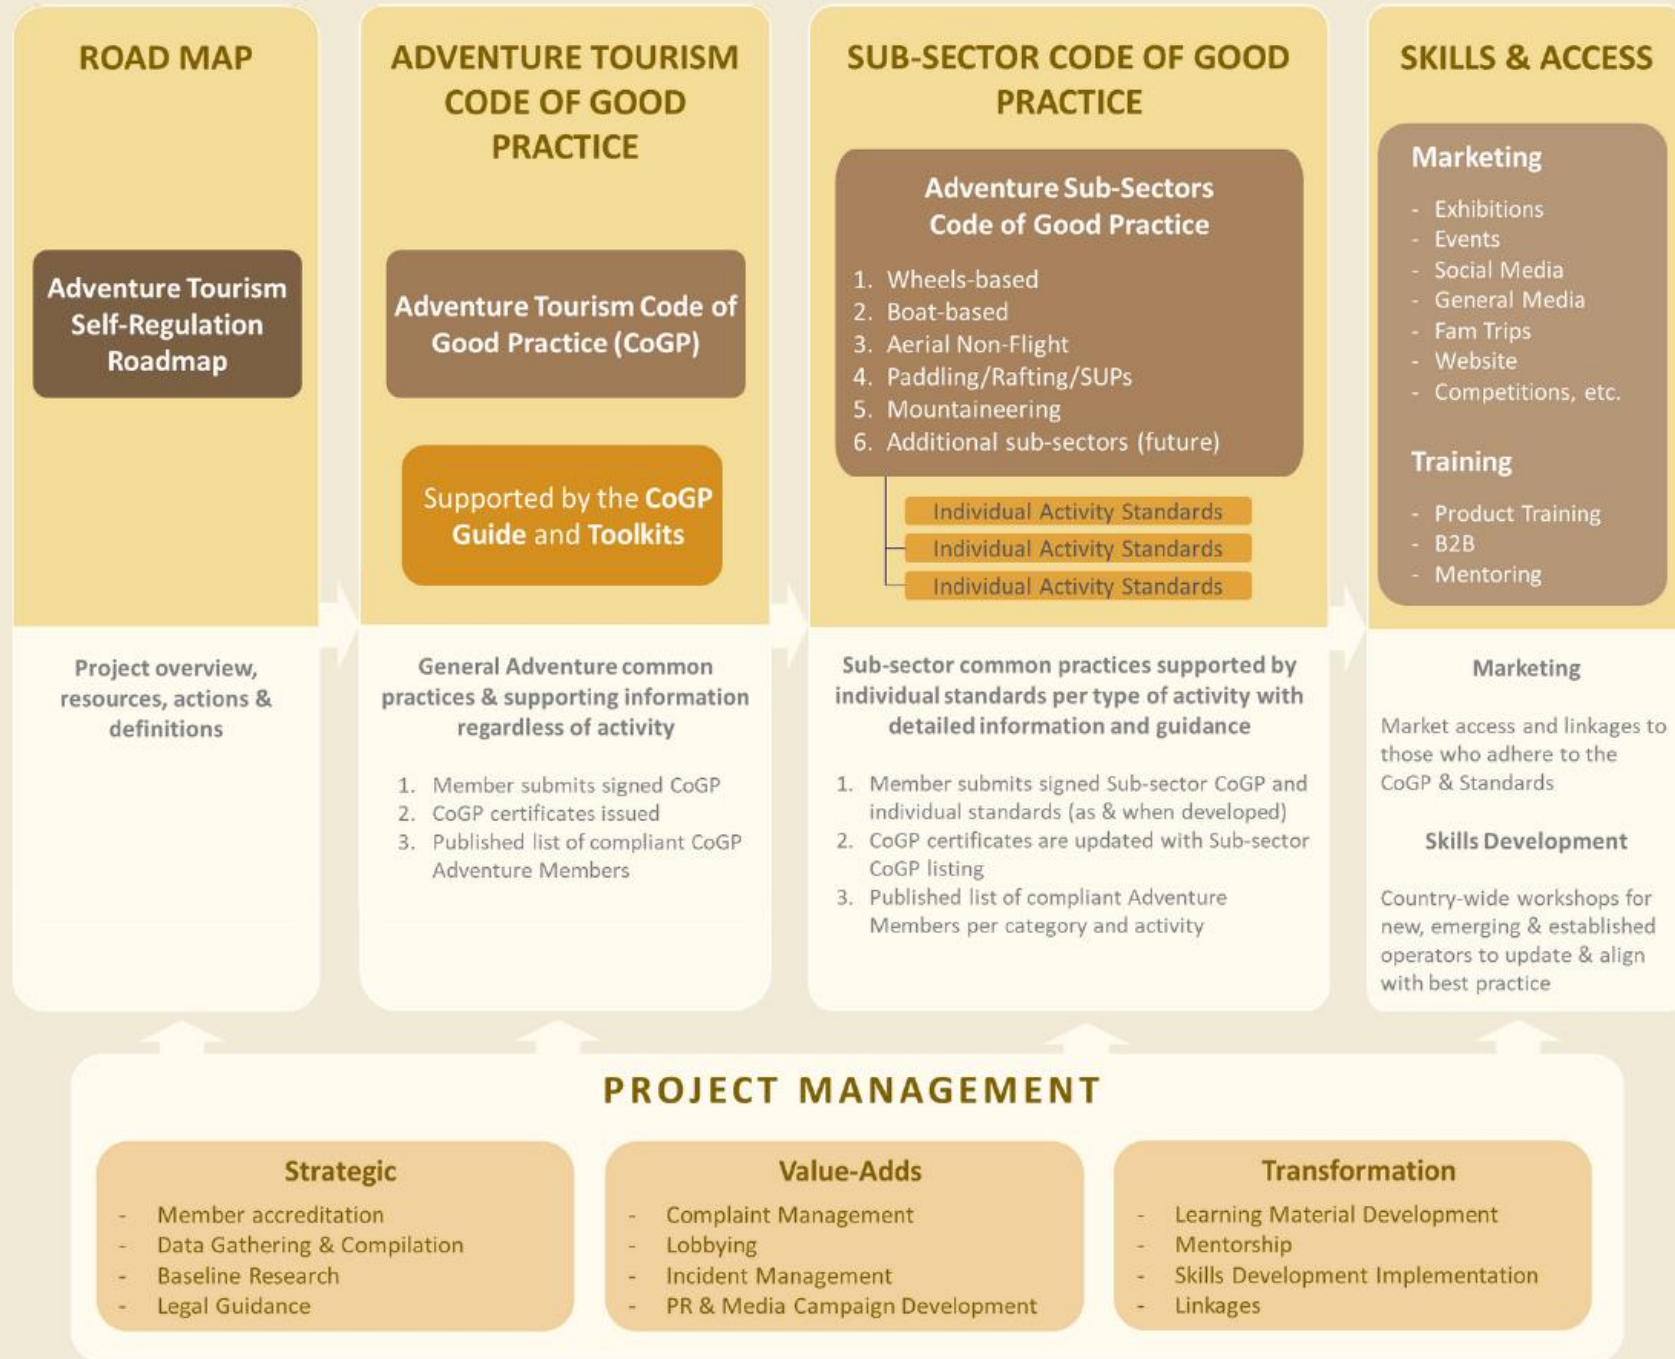 ROAD MAP
Adventure Tourism
Self-Regulation
Roadmap
Project overview,
resources, actions &
definitions
ADVENTURE TOURISM
CODE OF GOOD
PRACTICE
Adventure Tourism Code of
Good Practice (CoGP)
Supported by the CoGP
Guide and Toolkits
General Adventure common
practices & supporting information
regardless of activity
1. Member submits signed CoGP
2. CoGP certificates issued
3. Published list of compliant CoGP
Adventure Members
SUB-SECTOR CODE OF GOOD
PRACTICE
Adventure Sub-Sectors
Code of Good Practice
1. Wheels-based
2. Boat-based
3. Aerial Non-Flight
4. Paddling/Rafting/SUPs
5. Mountaineering
6. Additional sub-sectors (future)
Individual Activity Standards
Individual Activity Standards
Individual Activity Standards
Sub-sector common practices supported by
individual standards per type of activity with
detailed information and guidance
1. Member submits signed Sub-sector CoGP and
individual standards (as & when developed)
2. CoGP certificates are updated with Sub-sector
CoGP listing
3. Published list of compliant Adventure
Members per category and activity
SKILLS & ACCESS
Marketing
- Exhibitions
- Events
- Social Media
- General Media
- Fam Trips
- Website
- Competitions, etc.
Training
- Product Training
- B2B
- Mentoring
Marketing
Market access and linkages to
those who adhere to the
CoGP & Standards
Skills Development
Country-wide workshops for
new, emerging & established
operators to update & align
with best practice
PROJECT MANAGEMENT
Strategic
- Member accreditation
- Data Gathering & Compilation
- Baseline Research
- Legal Guidance
Value-Adds
- Complaint Management
- Lobbying
- Incident Management
- PR & Media Campaign Development
Transformation
- Learning Material Development
- Mentorship
- Skills Development Implementation
- Linkages